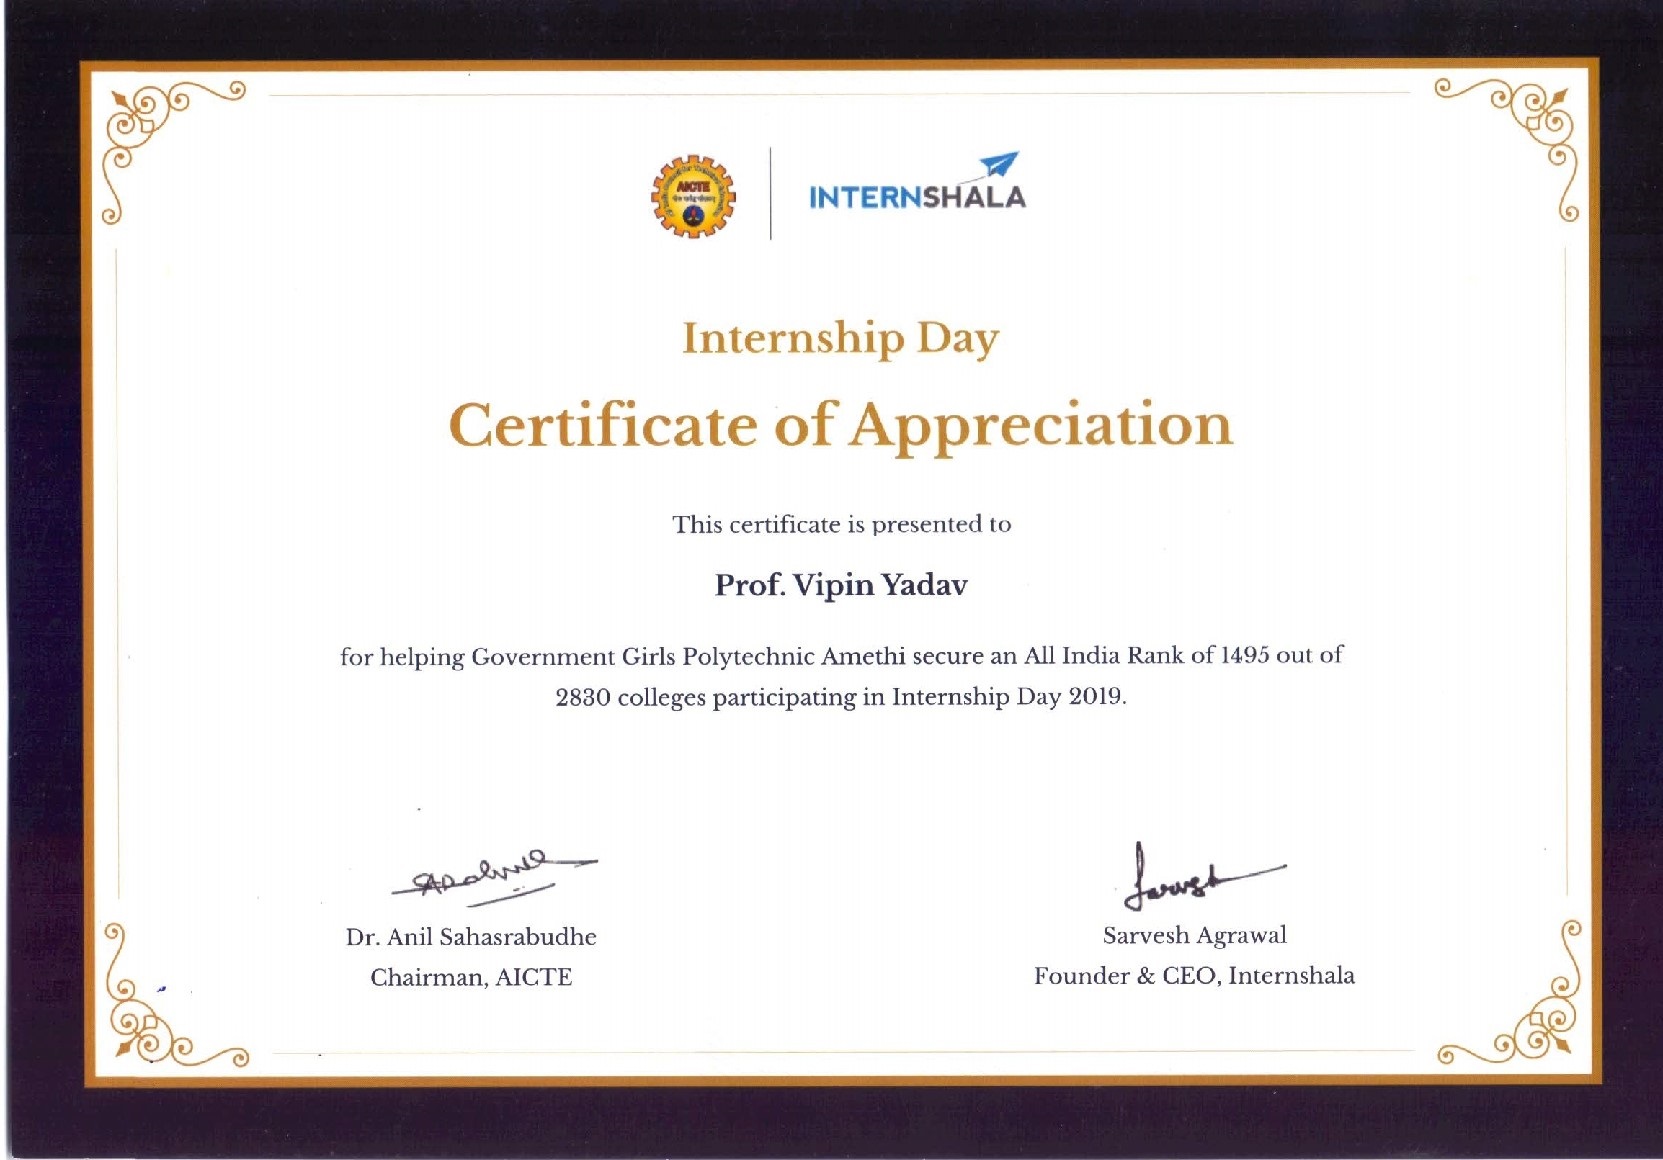 AICTE
INTERNSHALA
Internship Day
Certificate of Appreciation
This certificate is presented to
Prof. Vipin Yadav
for helping Government Girls Polytechnic Amethi secure an All India Rank of 1495 out of
2830 colleges participating in Internship Day 2019.
Dr. Anil Sahasrabudhe
Chairman, AICTE
Sarvesh Agrawal
Founder & CEO, Internshala